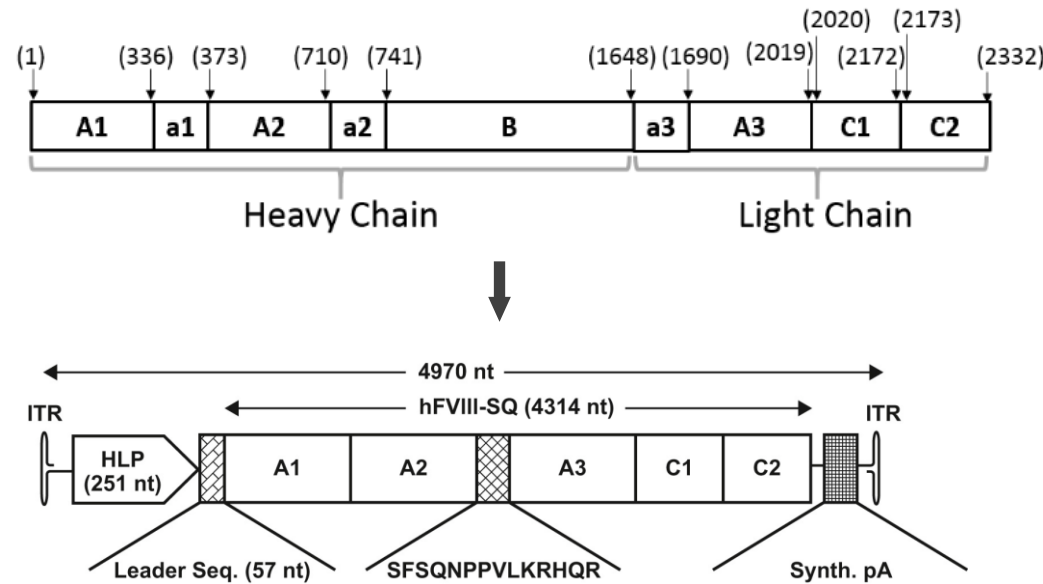 (2020) (2173)
(1) (336) (373) (710) (741) (1648) (1690) (2019) (2172) (2332)
A1 a1 A2 a2 B a3 A3 C1 C2
Heavy Chain Light Chain
4970 nt
hFVIII-SQ (4314 nt)
ITR ITR
HLP
(251 nt)
A1 A2 A3 C1 C2
Leader Seq. (57 nt) SFSQNPPVLKRHQR Synth. pA